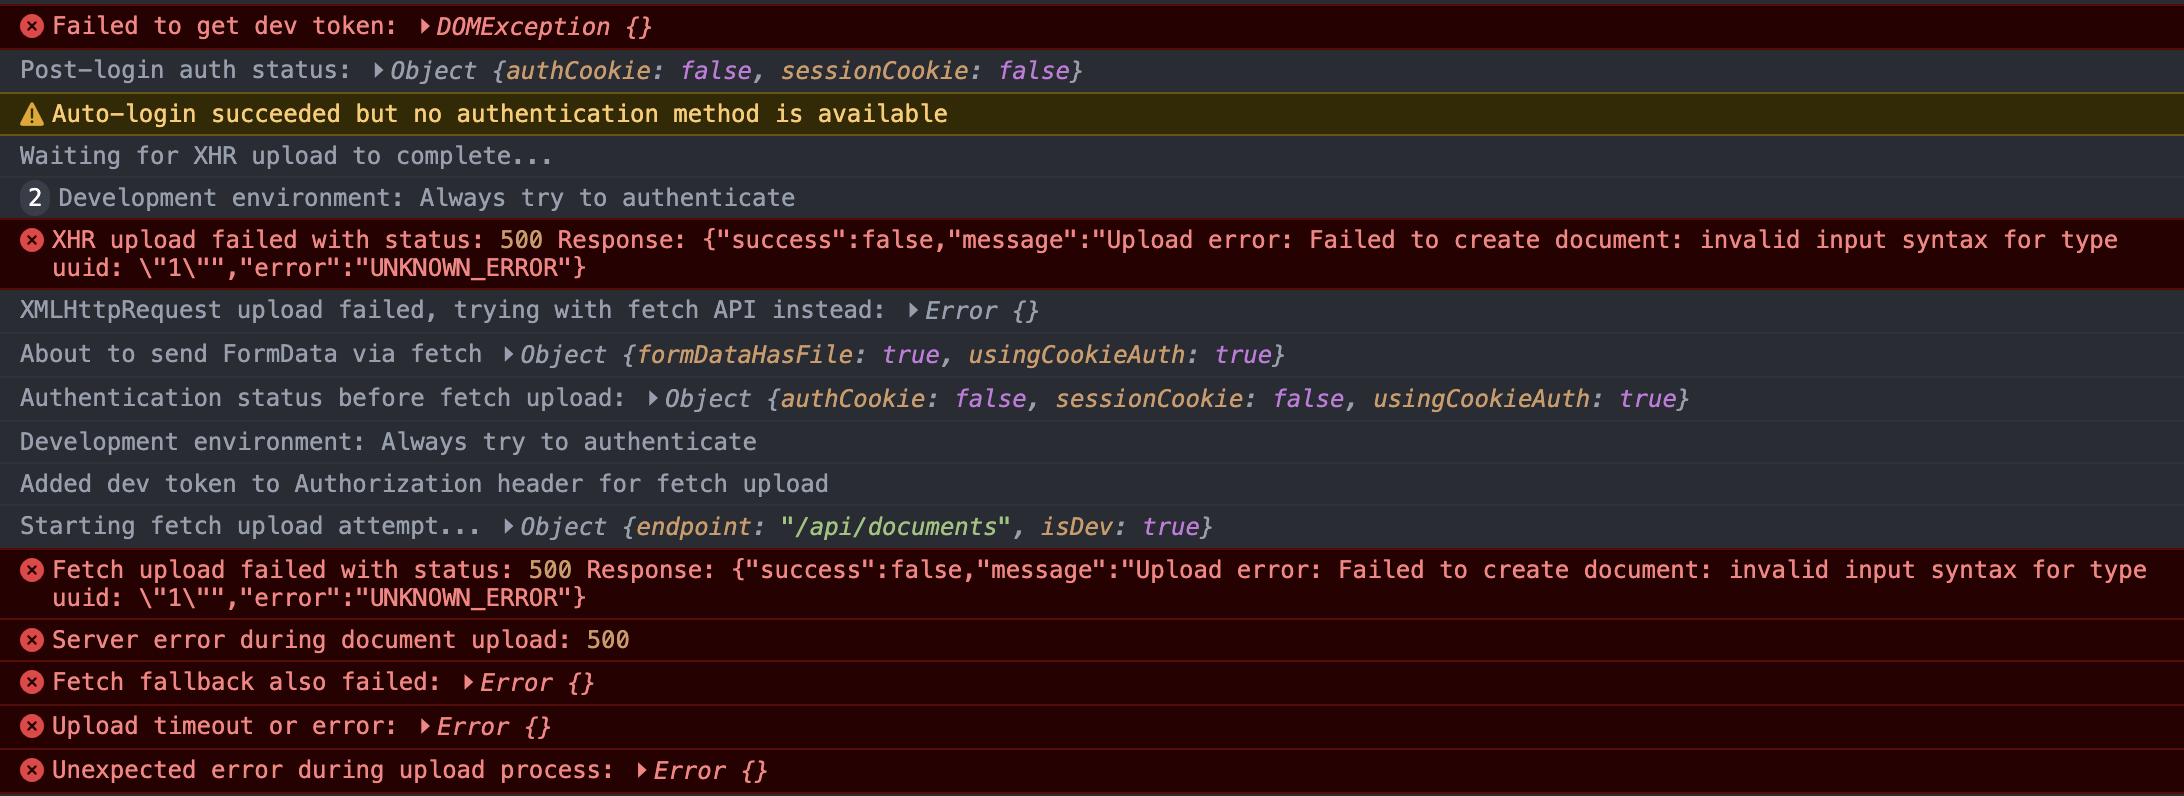 Failed to get dev token: ▶DOMException {}
Post-login auth status: ▶Object {authCookie: false, sessionCookie: false}
Auto-login succeeded but no authentication method is available
Waiting for XHR upload to complete...
2 Development environment: Always try to authenticate
XHR upload failed with status: 500 Response: {"success":false,"message":"Upload error: Failed to create document: invalid input syntax for type
uuid: \"1\"","error":"UNKNOWN_ERROR"}
XMLHttpRequest upload failed, trying with fetch API instead: ▶Error {}
About to send FormData via fetch ▶Object {formDataHasFile: true, usingCookieAuth: true}
Authentication status before fetch upload: ▶Object {authCookie: false, sessionCookie: false, usingCookieAuth: true}
Development environment: Always try to authenticate
Added dev token to Authorization header for fetch upload
Starting fetch upload attempt... ▶Object {endpoint: "/api/documents", isDev: true}
Fetch upload failed with status: 500 Response: {"success":false,"message":"Upload error: Failed to create document: invalid input syntax for type
uuid: \"1\"","error":"UNKNOWN_ERROR"}
Server error during document upload: 500
Fetch fallback also failed: ▶Error {}
Upload timeout or error: ▶Error {}
Unexpected error during upload process: ▶Error {}